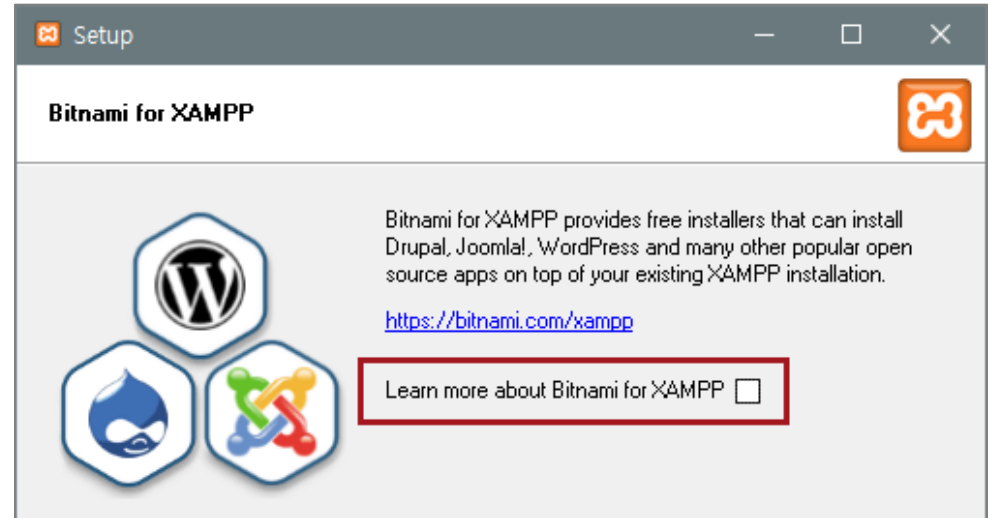 Setup
Bitnami for XAMPP
Bitnami for XAMPP provides free installers that can install
Drupal, Joomla!, WordPress and many other popular open
source apps on top of your existing XAMPP installation.
https://bitnami.com/xampp
Learn more about Bitnami for XAMPP